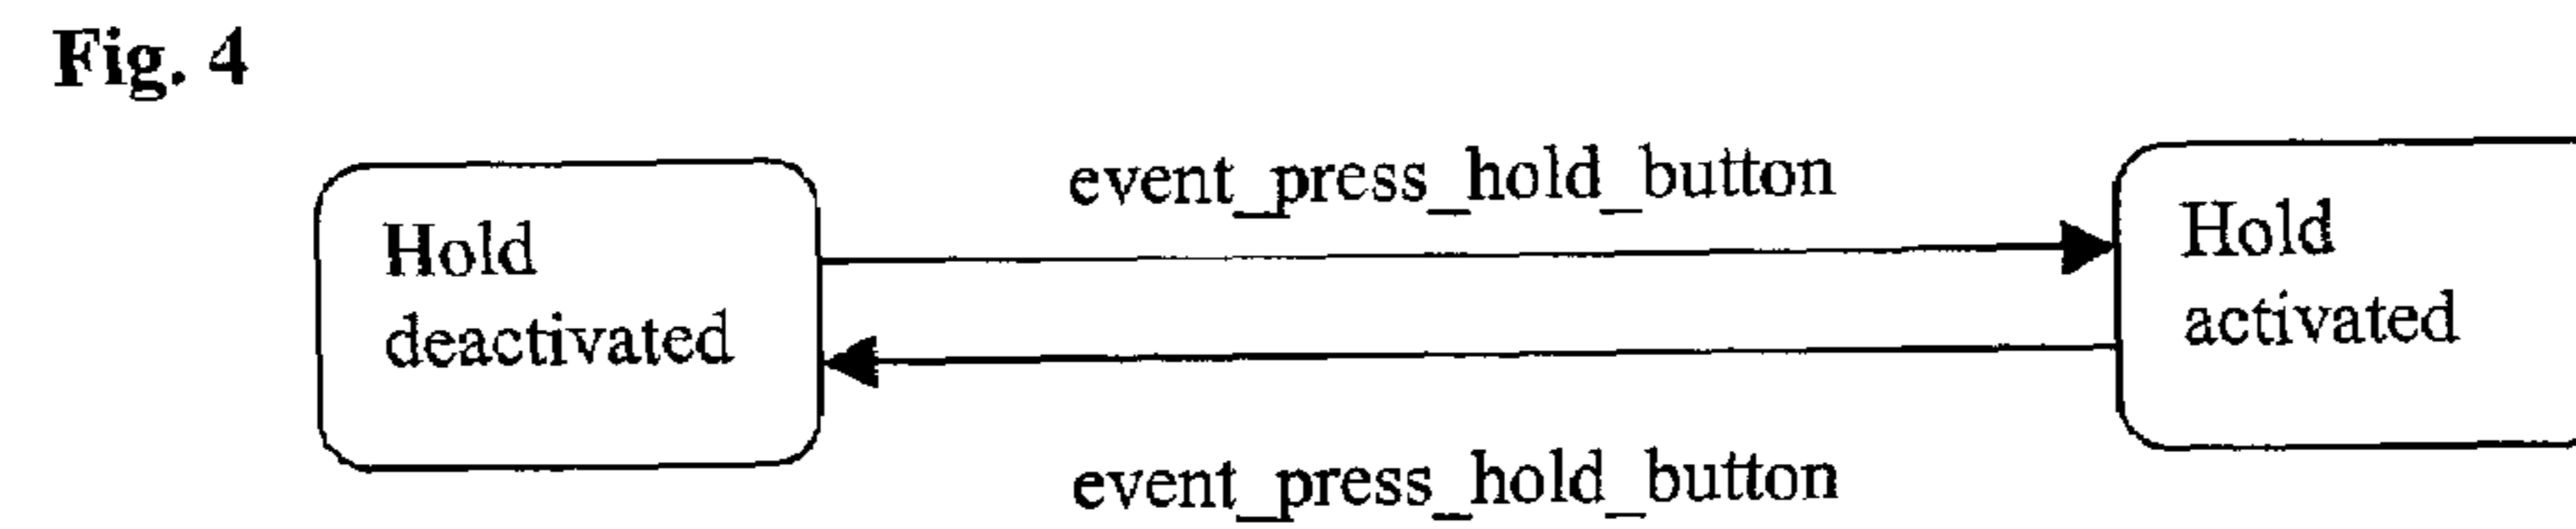 Fig. 4
event_press_hold_button
Hold
deactivated
Hold
activated
event_press_hold_button